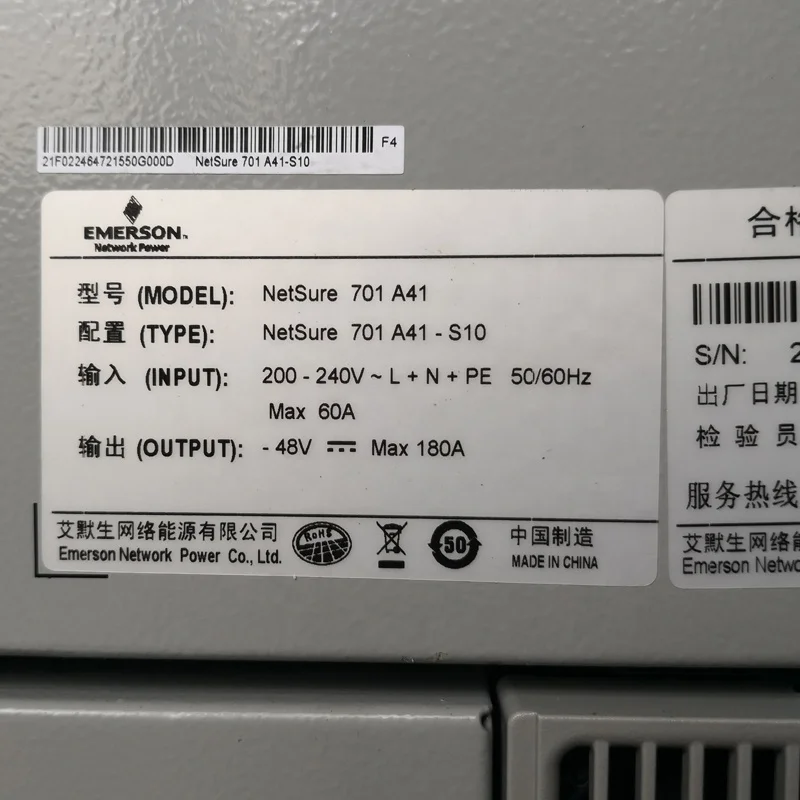 21F022464721550G000D NetSure 701 A41-S10
F4
EMERSON™
Network Power
型号 (MODEL): NetSure 701 A41
配置 (TYPE): NetSure 701 A41 - S10
输入 (INPUT): 200 - 240V ~ L + N + PE 50/60Hz
Max 60A
输出 (OUTPUT): - 48V ⎓ Max 180A
艾默生网络能源有限公司
Emerson Network Power Co., Ltd.
RoHS
50
中国制造
MADE IN CHINA
合格
S/N: 2
出厂日期
检验员
服务热线
艾默生网络能
Emerson Netwo